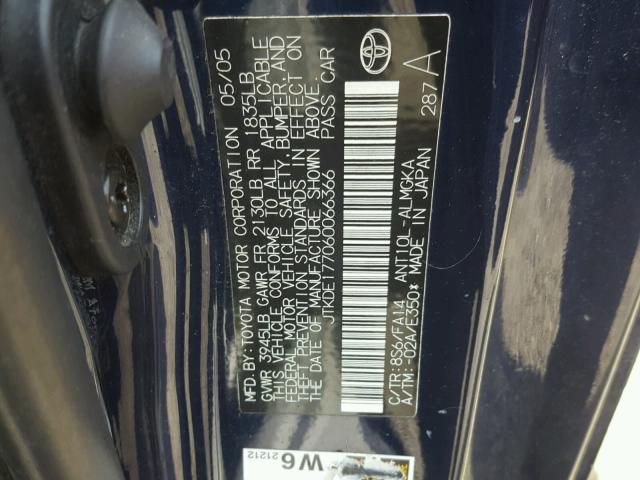 MFD.BY: TOYOTA MOTOR CORPORATION 05/05
GVWR 3945LB GAWR FR 2130LB RR 1835LB
THIS VEHICLE CONFORMS TO ALL APPLICABLE
FEDERAL MOTOR VEHICLE SAFETY, BUMPER, AND
THEFT PREVENTION STANDARDS IN EFFECT ON
THE DATE OF MANUFACTURE SHOWN ABOVE.
JTKDE177060066366 PASS CAR
C/TR:8S6/FA14 ANT10L-ALMGKA
A/TM:-02A/E350* MADE IN JAPAN
287A
W6
21212